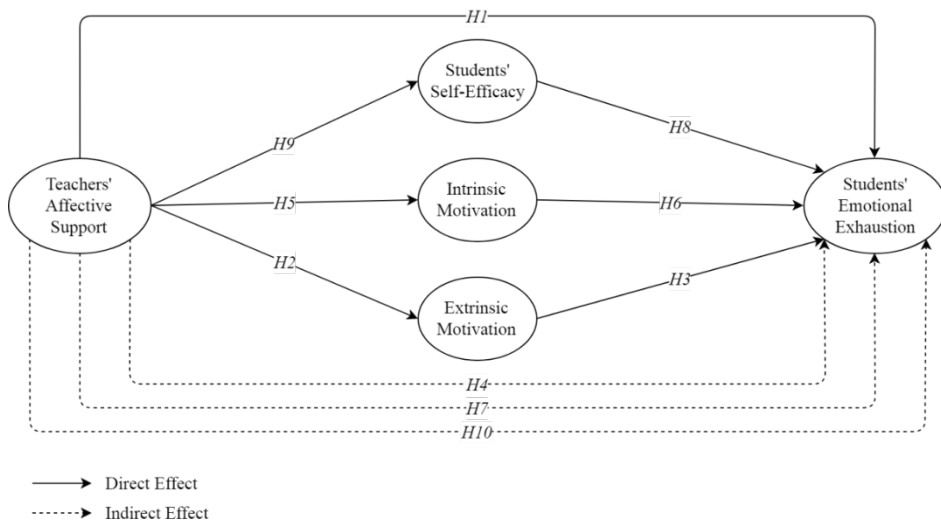 H1
Students'
Self-Efficacy
H9
H8
Teachers'
Affective
Support
H5
Intrinsic
Motivation
H6
Students'
Emotional
Exhaustion
H2
H3
Extrinsic
Motivation
H4
H7
H10
Direct Effect
Indirect Effect